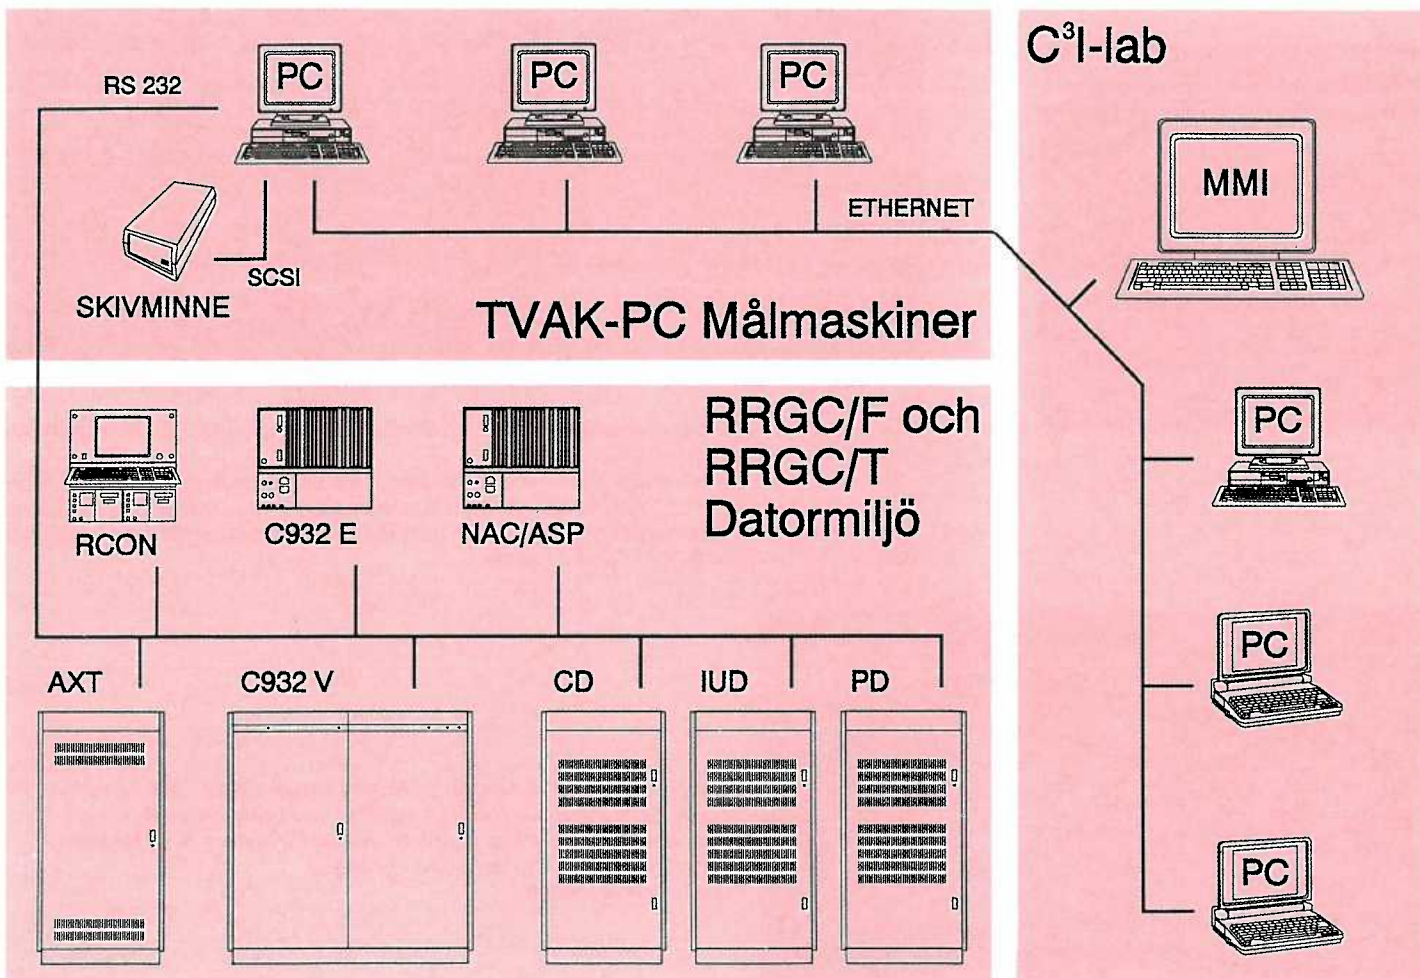 RS 232
PC
PC
PC
ETHERNET
SCSI
SKIVMINNE
TVAK-PC Målmaskiner
C³I-lab
MMI
PC
PC
PC
RRGC/F och
RRGC/T
Datormiljö
RCON
C932 E
NAC/ASP
AXT
C932 V
CD
IUD
PD